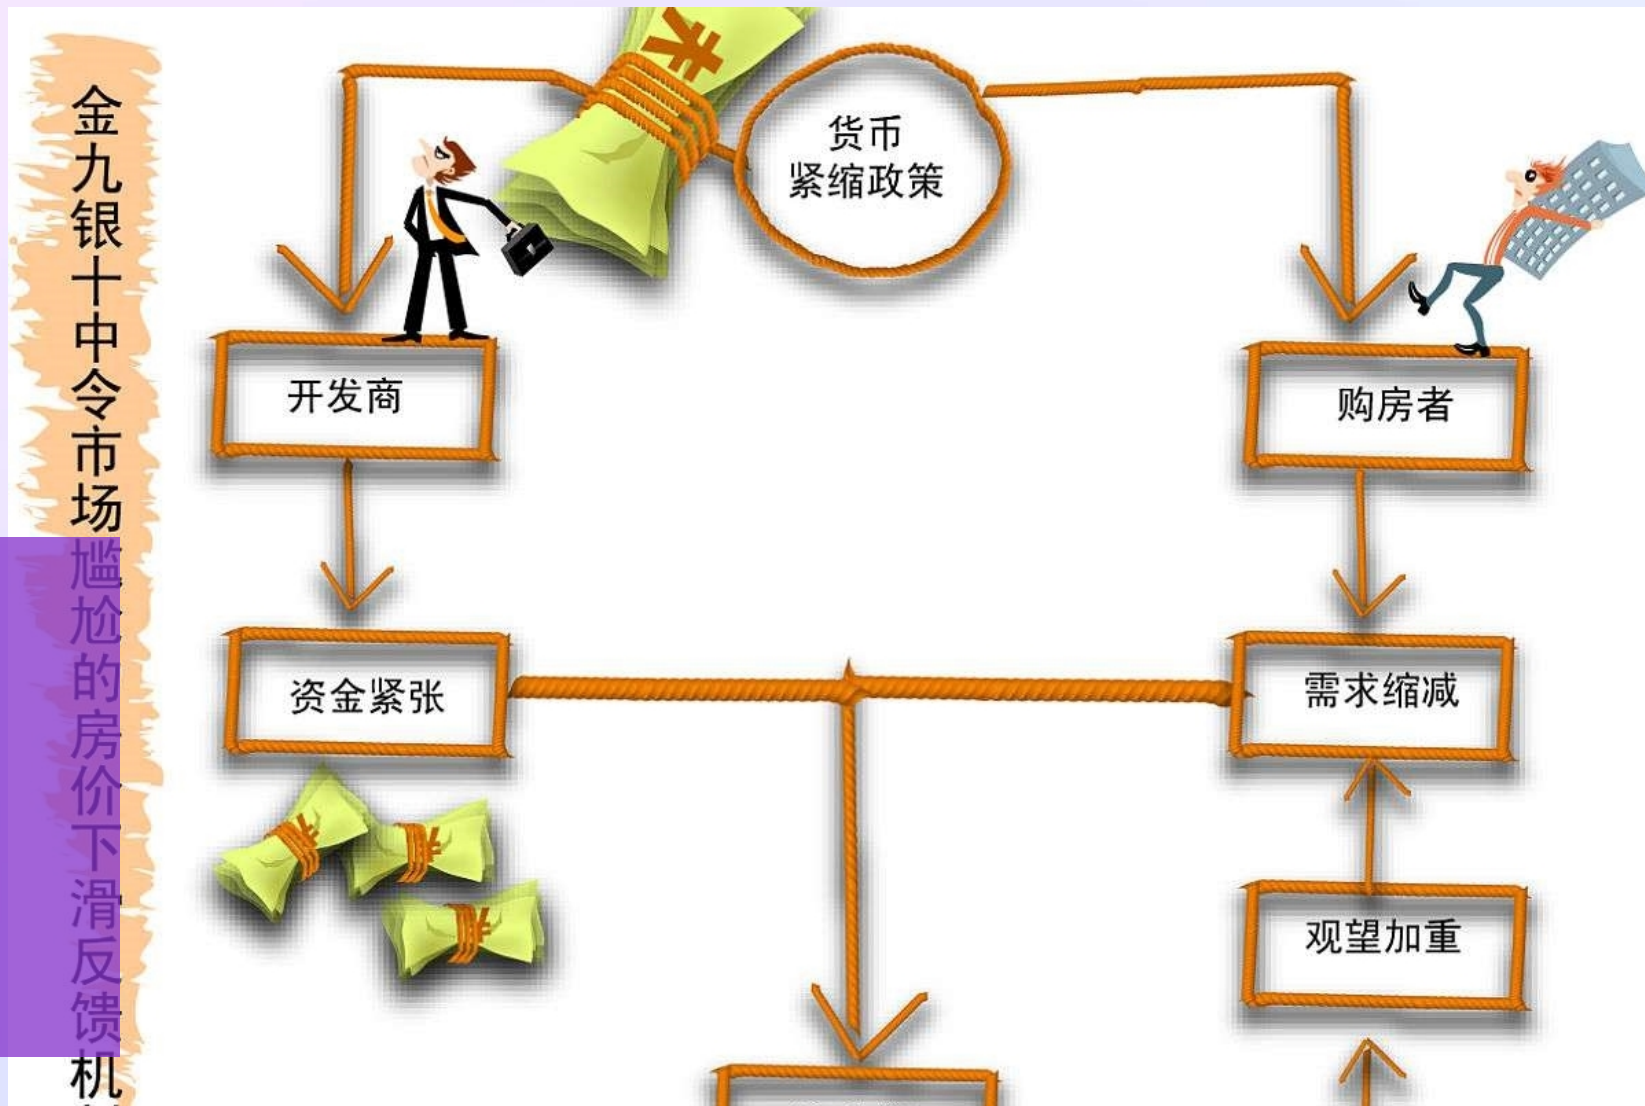 金九银十中令市场尴尬的房价下滑反馈机
货币
紧缩政策
开发商
购房者
资金紧张
需求缩减
观望加重